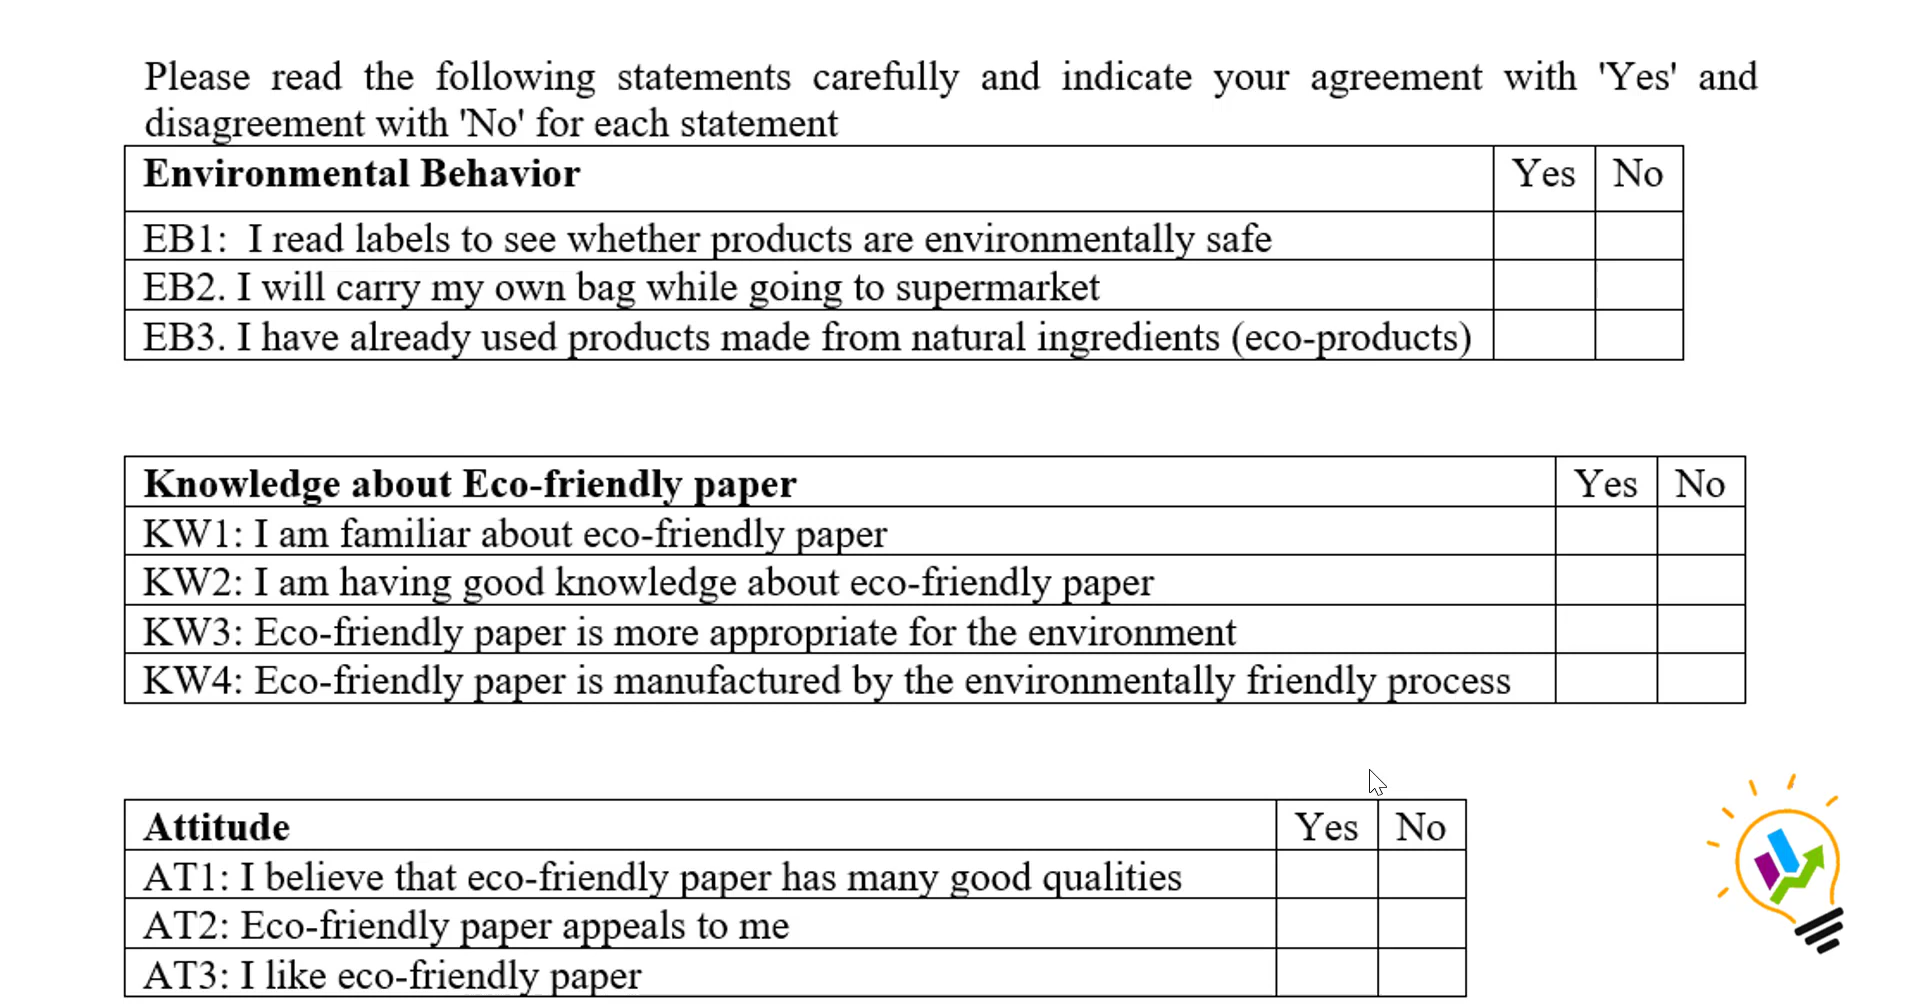 Please read the following statements carefully and indicate your agreement with 'Yes' and
disagreement with 'No' for each statement
Environmental Behavior Yes No
EB1:  I read labels to see whether products are environmentally safe
EB2. I will carry my own bag while going to supermarket
EB3. I have already used products made from natural ingredients (eco-products)
Knowledge about Eco-friendly paper Yes No
KW1: I am familiar about eco-friendly paper
KW2: I am having good knowledge about eco-friendly paper
KW3: Eco-friendly paper is more appropriate for the environment
KW4: Eco-friendly paper is manufactured by the environmentally friendly process
Attitude Yes No
AT1: I believe that eco-friendly paper has many good qualities
AT2: Eco-friendly paper appeals to me
AT3: I like eco-friendly paper